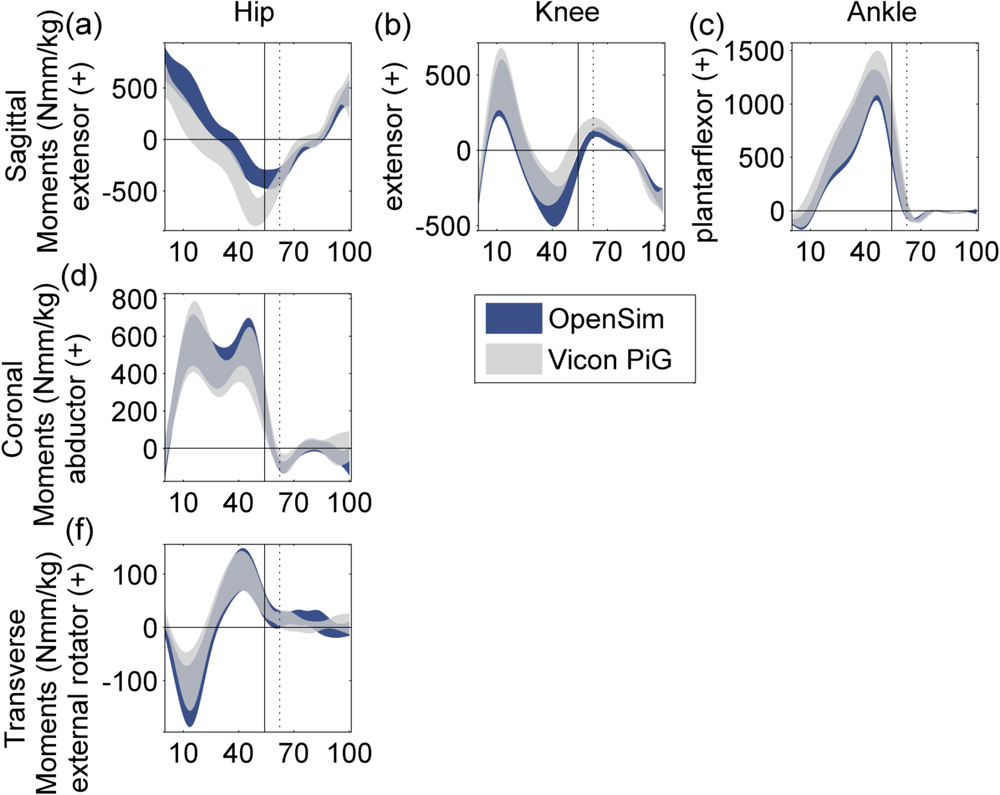 Hip
Knee
Ankle
(a)
(b)
(c)
Sagittal
Moments (Nmm/kg)
extensor (+)
500
0
-500
10 40 70 100
extensor (+)
500
0
-500
10 40 70 100
plantarflexor (+)
1500
1000
500
0
10 40 70 100
(d)
Coronal
Moments (Nmm/kg)
abductor (+)
800
600
400
200
0
10 40 70 100
OpenSim
Vicon PiG
(f)
Transverse
Moments (Nmm/kg)
external rotator (+)
100
0
-100
10 40 70 100